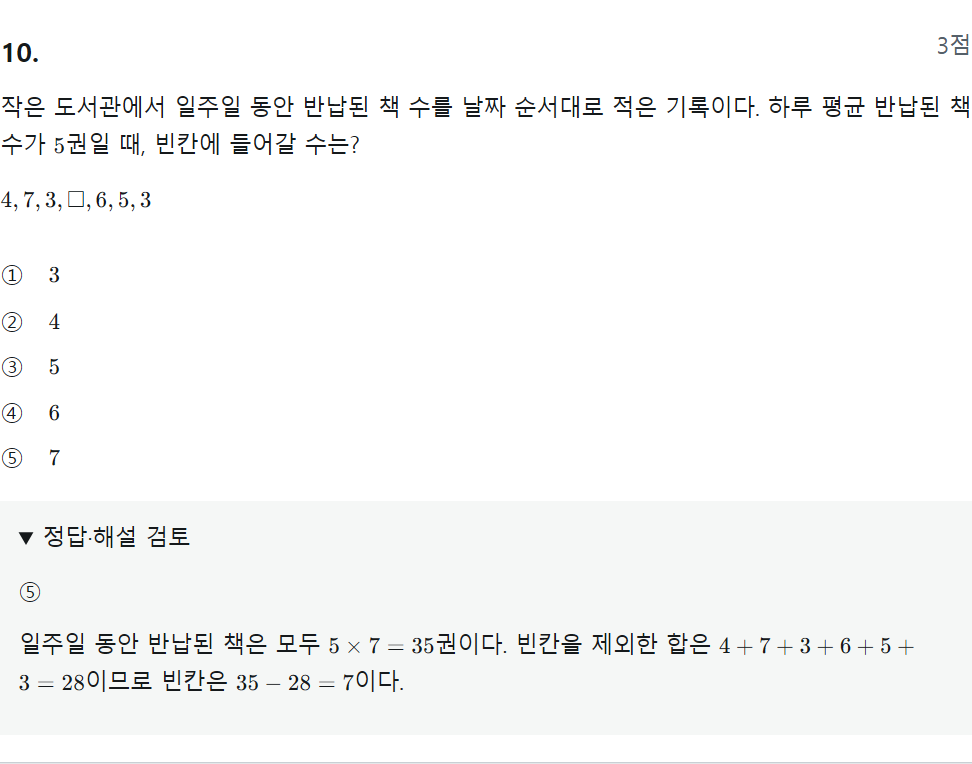 10.
3점
작은 도서관에서 일주일 동안 반납된 책 수를 날짜 순서대로 적은 기록이다. 하루 평균 반납된 책
수가 5권일 때, 빈칸에 들어갈 수는?
4, 7, 3, □, 6, 5, 3
① 3
② 4
③ 5
④ 6
⑤ 7
▼ 정답·해설 검토
⑤
일주일 동안 반납된 책은 모두 5 × 7 = 35권이다. 빈칸을 제외한 합은 4 + 7 + 3 + 6 + 5 +
3 = 28이므로 빈칸은 35 − 28 = 7이다.